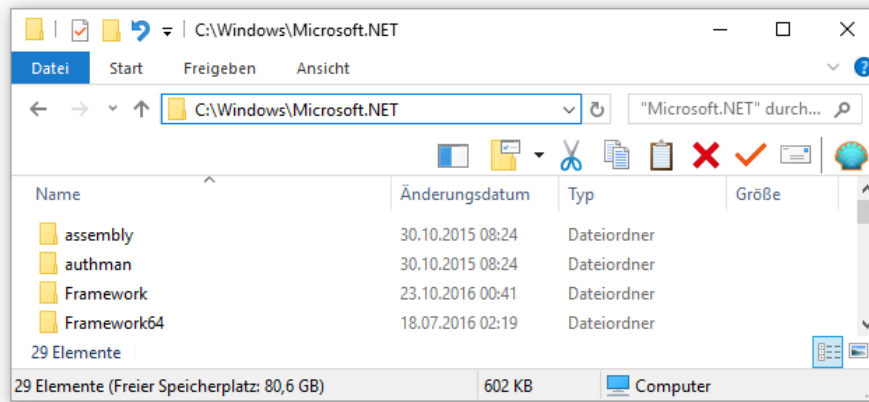 C:\Windows\Microsoft.NET
Datei Start Freigeben Ansicht
C:\Windows\Microsoft.NET "Microsoft.NET" durch...
Name Änderungsdatum Typ Größe
assembly 30.10.2015 08:24 Dateiordner
authman 30.10.2015 08:24 Dateiordner
Framework 23.10.2016 00:41 Dateiordner
Framework64 18.07.2016 02:19 Dateiordner
29 Elemente
29 Elemente (Freier Speicherplatz: 80,6 GB) 602 KB Computer